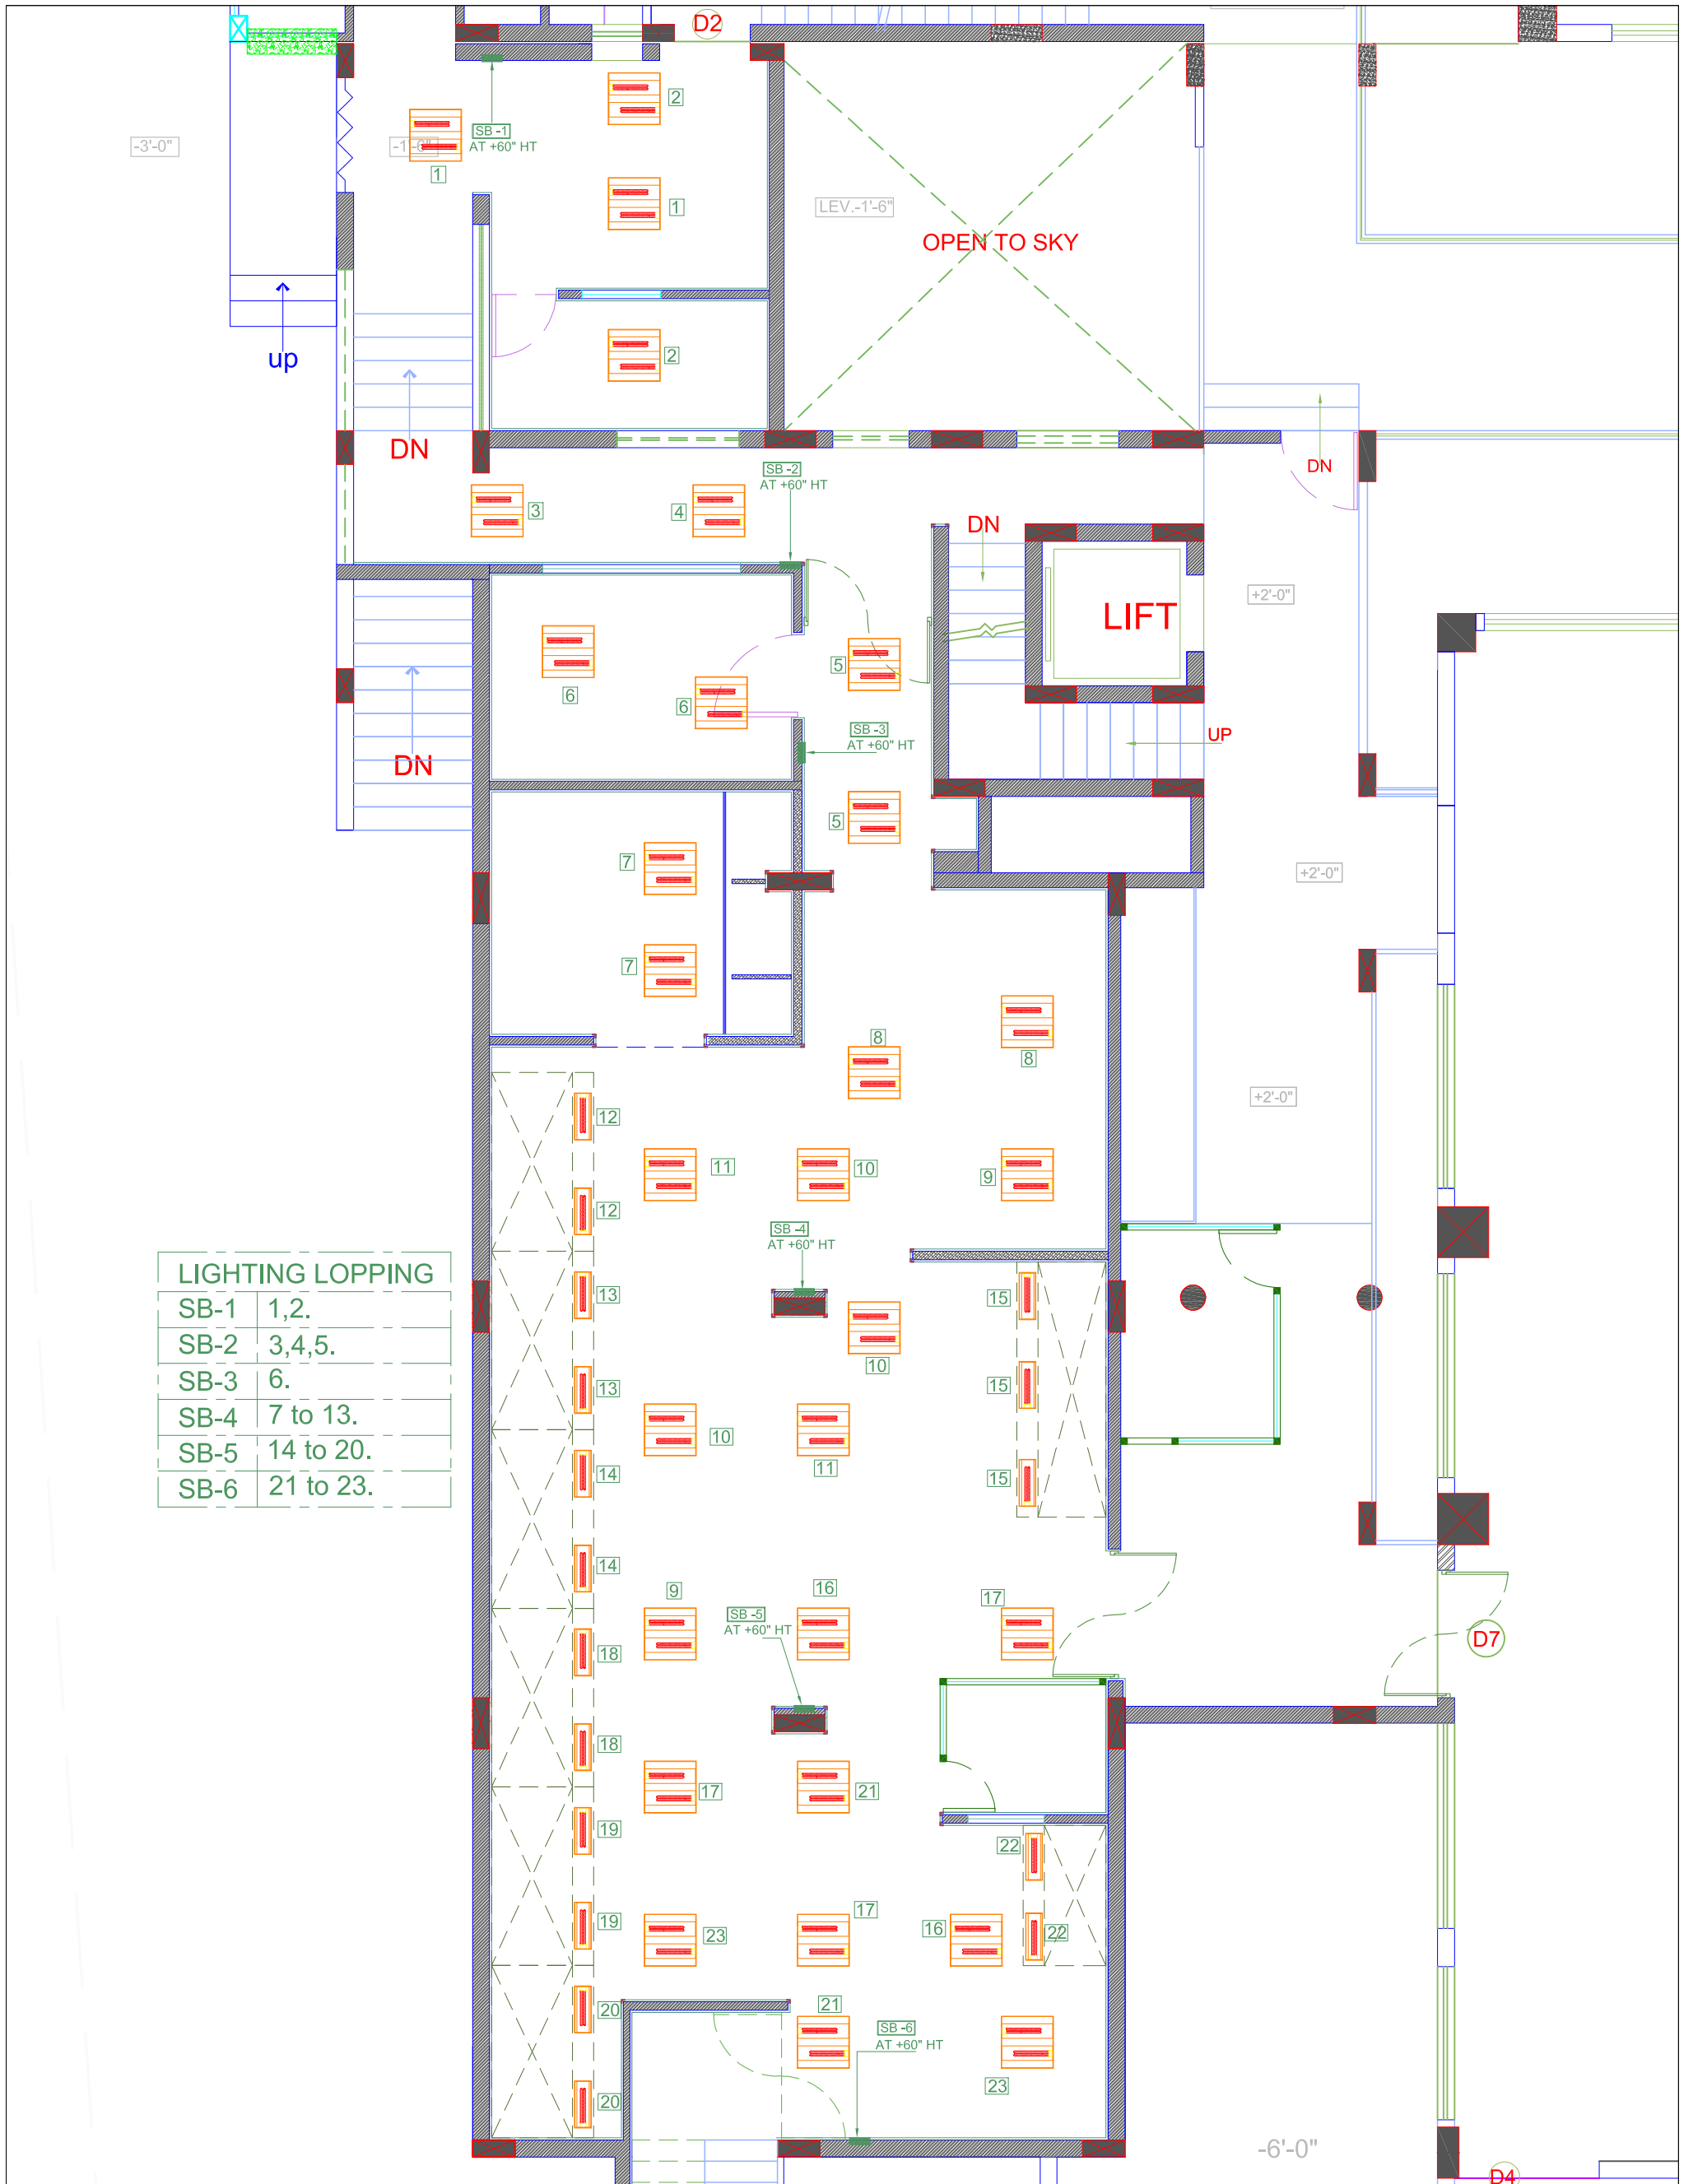 D2
2
SB -1
AT +60" HT
-3'-0"
-1'-6"
1
1
LEV.-1'-6"
OPEN TO SKY
2
up
DN
DN
SB -2
AT +60" HT
3
4
DN
+2'-0"
LIFT
5
6
6
SB -3
AT +60" HT
UP
DN
5
7
+2'-0"
7
8
8
+2'-0"
12
11
10
9
12
SB -4
AT +60" HT
LIGHTING LOPPING
SB-1 1,2.
SB-2 3,4,5.
SB-3 6.
SB-4 7 to 13.
SB-5 14 to 20.
SB-6 21 to 23.
13
15
10
13
15
10
11
14
15
14
9
16
17
SB -5
AT +60" HT
18
D7
18
17
21
19
22
19
23
17
16
22
20
21
SB -6
AT +60" HT
23
20
-6'-0"
D4